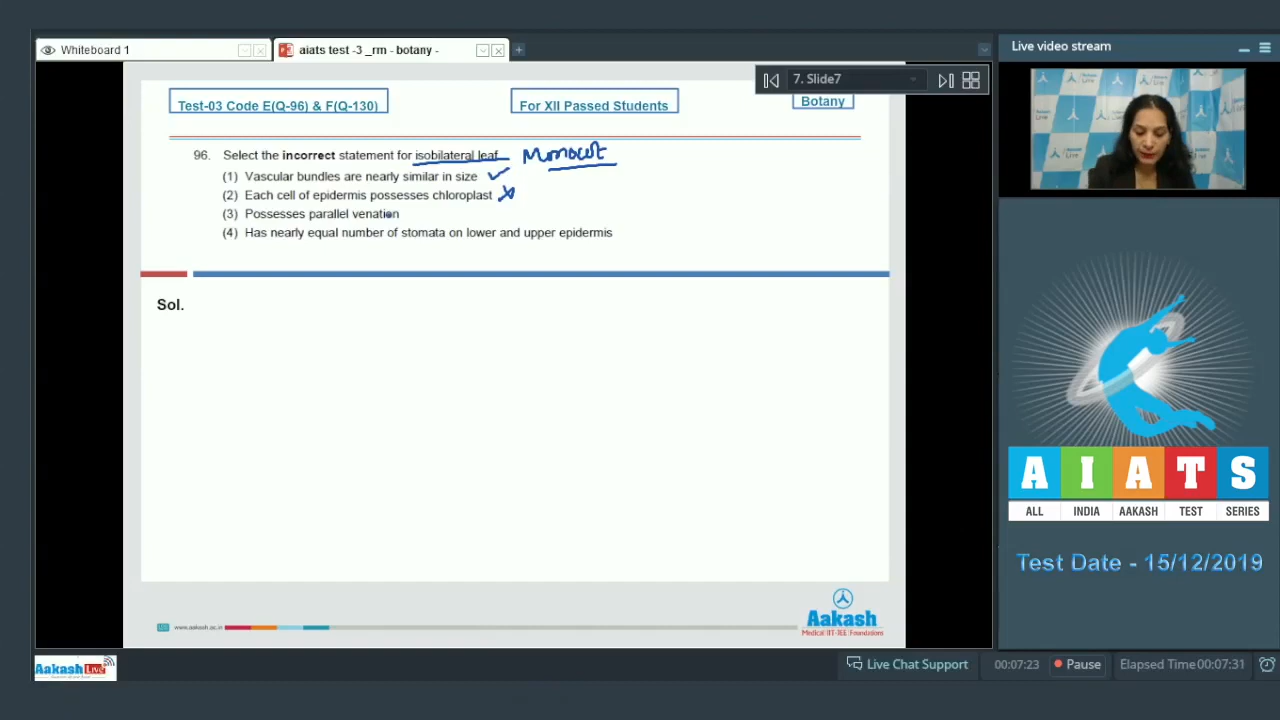 Whiteboard 1
aiats test -3 _rm - botany -
Live video stream
7. Slide7
Test-03 Code E(Q-96) & F(Q-130)
For XII Passed Students
Botany
96. Select the incorrect statement for isobilateral leaf Monocot
(1) Vascular bundles are nearly similar in size
(2) Each cell of epidermis possesses chloroplast
(3) Possesses parallel venation
(4) Has nearly equal number of stomata on lower and upper epidermis
Sol.
A I A T S
ALL INDIA AAKASH TEST SERIES
Test Date - 15/12/2019
www.aakash.ac.in
Aakash
Medical|IIT-JEE|Foundations
Aakash Live
Live Chat Support
00:07:23
Pause
Elapsed Time 00:07:31